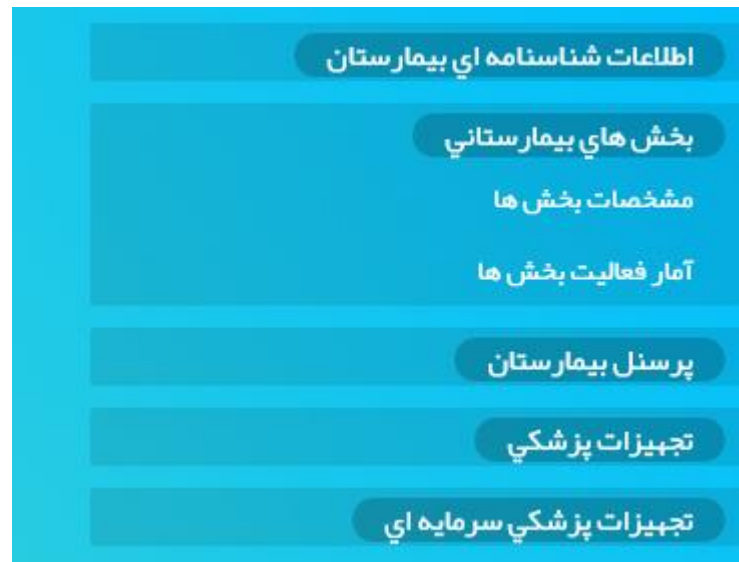 اطلاعات شناسنامه اي بيمارستان
بخش هاي بيمارستاني
مشخصات بخش ها
آمار فعاليت بخش ها
پرسنل بيمارستان
تجهيزات پزشكي
تجهيزات پزشكي سرمايه اي